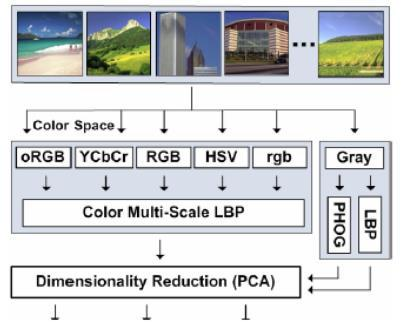 Color Space
oRGB YCbCr RGB HSV rgb Gray
Color Multi-Scale LBP
PHOG
LBP
Dimensionality Reduction (PCA)